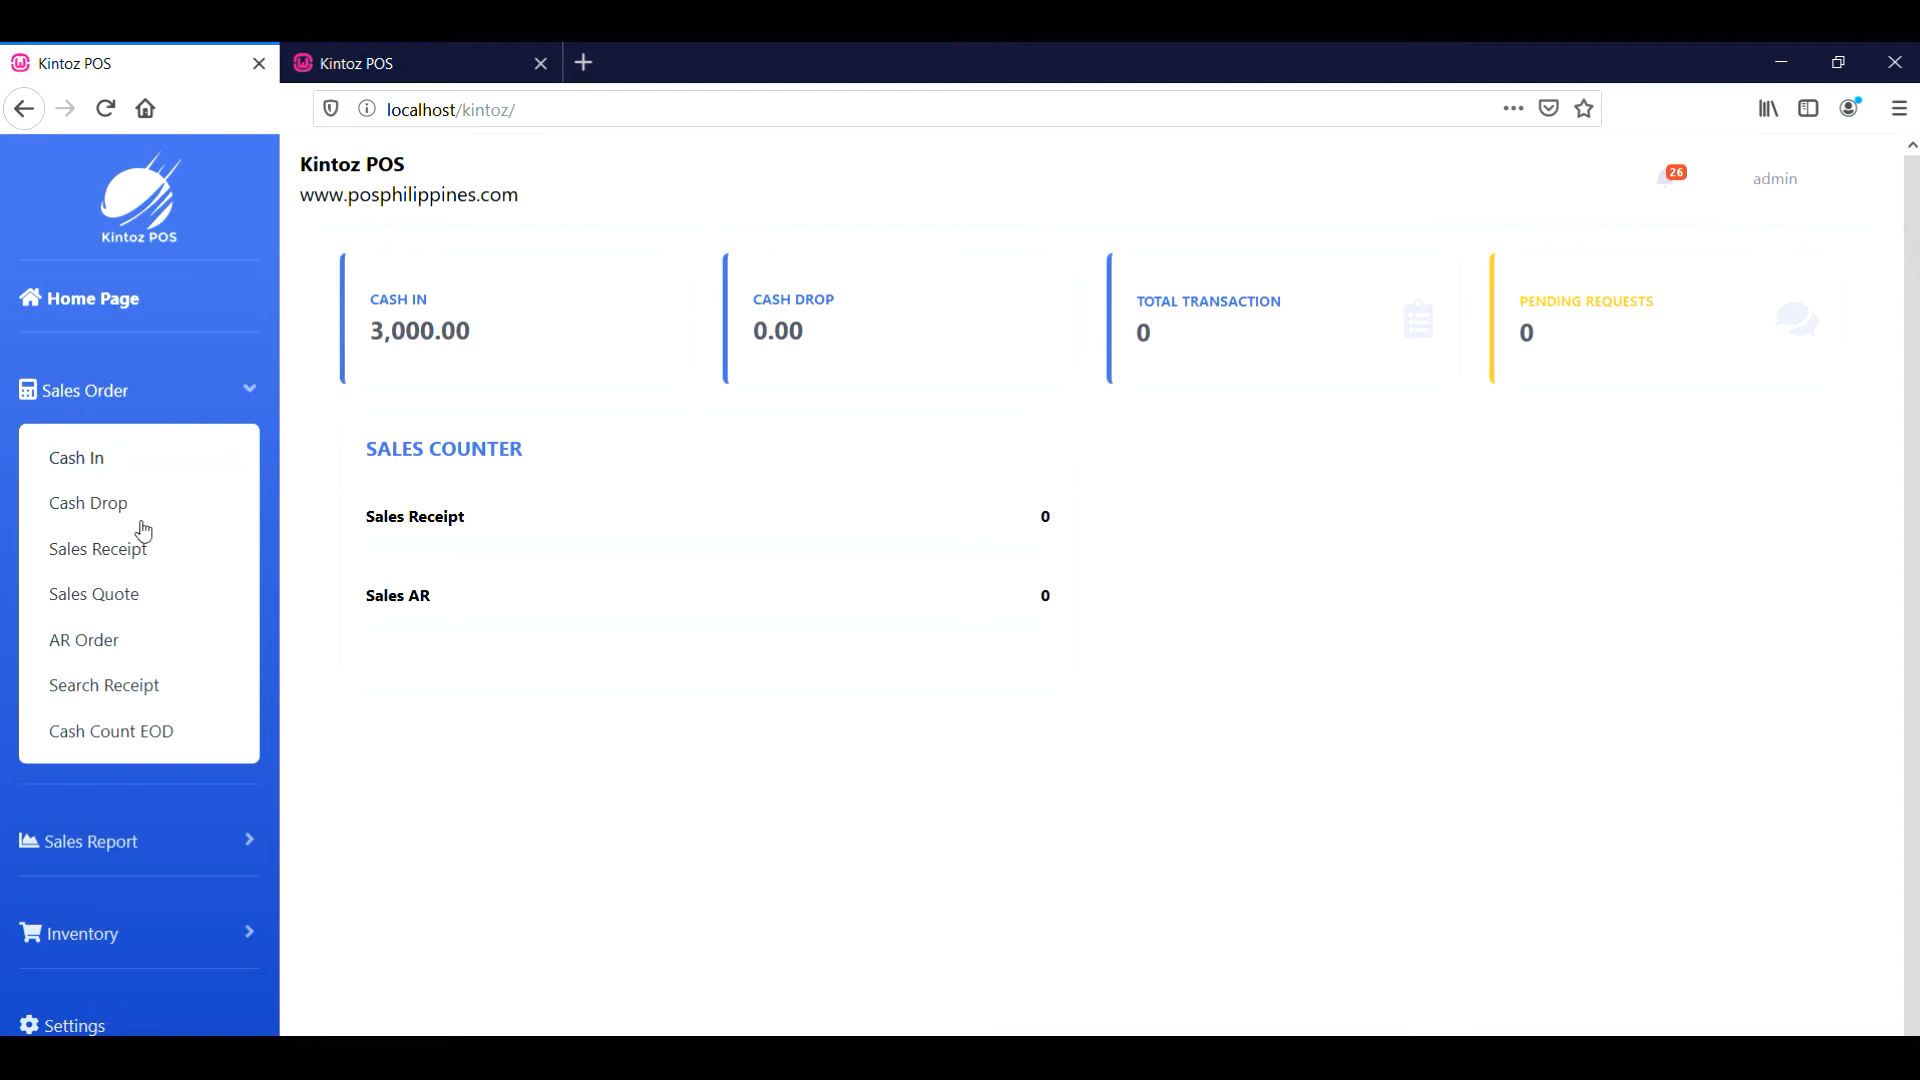 Kintoz POS
Kintoz POS
localhost/kintoz/
Kintoz POS
Home Page
Sales Order
Cash In
Cash Drop
Sales Receipt
Sales Quote
AR Order
Search Receipt
Cash Count EOD
Sales Report
Inventory
Settings
Kintoz POS
www.posphilippines.com
26
admin
CASH IN
3,000.00
CASH DROP
0.00
TOTAL TRANSACTION
0
PENDING REQUESTS
0
SALES COUNTER
Sales Receipt 0
Sales AR 0